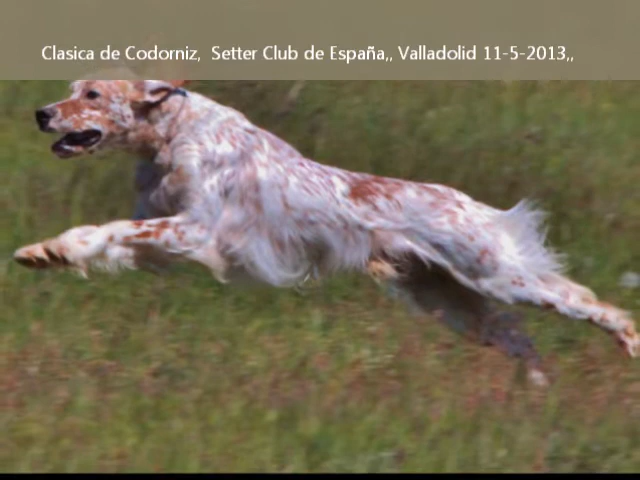 Clasica de Codorniz,  Setter Club de España,, Valladolid 11-5-2013,,